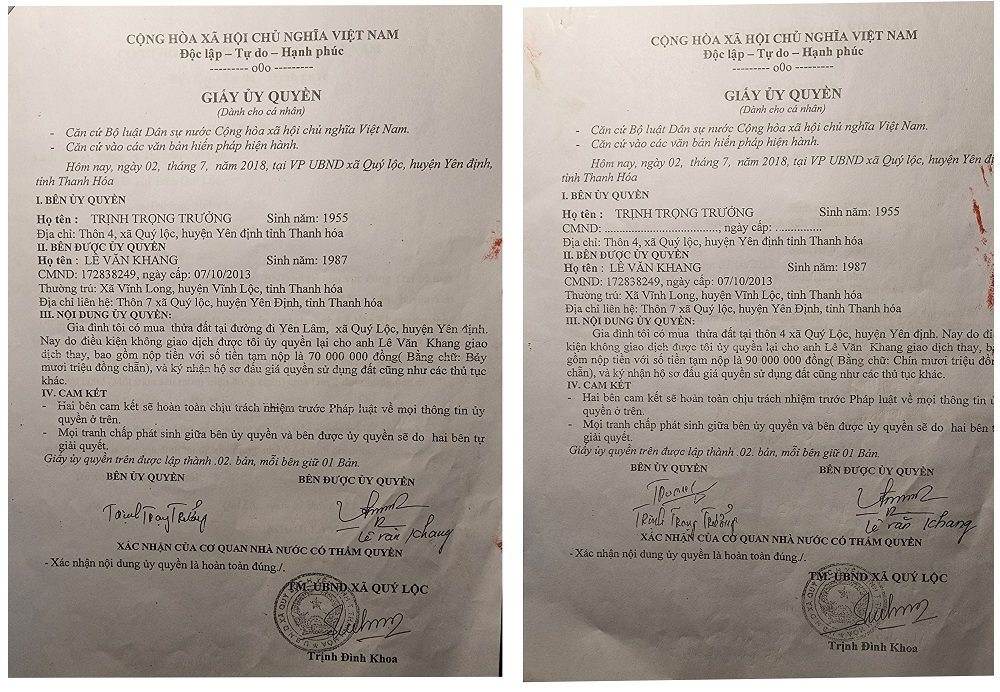 CỘNG HÒA XÃ HỘI CHỦ NGHĨA VIỆT NAM
Độc lập – Tự do – Hạnh phúc
--------- o0o ---------
GIẤY ỦY QUYỀN
(Dành cho cá nhân)
- Căn cứ Bộ luật Dân sự nước Cộng hòa xã hội chủ nghĩa Việt Nam.
- Căn cứ vào các văn bản hiến pháp hiện hành.
Hôm nay, ngày 02, tháng 7, năm 2018, tại VP UBND xã Quý lộc, huyện Yên định,
tỉnh Thanh Hóa
I. BÊN ỦY QUYỀN
Họ tên : TRỊNH TRỌNG TRƯỞNG Sinh năm: 1955
Địa chỉ: Thôn 4, xã Quý lộc, huyện Yên định tỉnh Thanh hóa
II. BÊN ĐƯỢC ỦY QUYỀN
Họ tên : LÊ VĂN KHANG Sinh năm: 1987
CMND: 172838249, ngày cấp: 07/10/2013
Thường trú: Xã Vĩnh Long, huyện Vĩnh Lộc, tỉnh Thanh hóa
Địa chỉ liên hệ: Thôn 7 xã Quý lộc, huyện Yên Định, tỉnh Thanh hóa
III. NỘI DUNG ỦY QUYỀN:
Gia đình tôi có mua thửa đất tại đường đi Yên Lâm, xã Quý Lộc, huyện Yên định.
Nay do điều kiện không giao dịch được tôi ủy quyền lại cho anh Lê Văn Khang giao
dịch thay, bao gồm nộp tiền với số tiền tạm nộp là 70 000 000 đồng( Bằng chữ: Bảy
mươi triệu đồng chẵn), và ký nhận hồ sơ đấu giá quyền sử dụng đất cũng như các thủ tục
khác.
IV. CAM KẾT
- Hai bên cam kết sẽ hoàn toàn chịu trách nhiệm trước Pháp luật về mọi thông tin ủy
quyền ở trên.
- Mọi tranh chấp phát sinh giữa bên ủy quyền và bên được ủy quyền sẽ do hai bên tự
giải quyết.
Giấy ủy quyền trên được lập thành .02. bản, mỗi bên giữ 01 Bản.
BÊN ỦY QUYỀN BÊN ĐƯỢC ỦY QUYỀN
Trịnh Trọng Trưởng
Lê văn Khang
XÁC NHẬN CỦA CƠ QUAN NHÀ NƯỚC CÓ THẨM QUYỀN
- Xác nhận nội dung ủy quyền là hoàn toàn đúng./.
TM. UBND XÃ QUÝ LỘC
Trịnh Đình Khoa
CỘNG HÒA XÃ HỘI CHỦ NGHĨA VIỆT NAM
Độc lập – Tự do – Hạnh phúc
--------- o0o ---------
GIẤY ỦY QUYỀN
(Dành cho cá nhân)
- Căn cứ Bộ luật Dân sự nước Cộng hòa xã hội chủ nghĩa Việt Nam.
- Căn cứ vào các văn bản hiến pháp hiện hành.
Hôm nay, ngày 02, tháng 7, năm 2018, tại VP UBND xã Quý lộc, huyện Yên
tỉnh Thanh Hóa
I. BÊN ỦY QUYỀN
Họ tên : TRỊNH TRỌNG TRƯỞNG Sinh năm: 1955
CMND: ............................., ngày cấp: ..............
Địa chỉ: Thôn 4, xã Quý lộc, huyện Yên định tỉnh Thanh hóa
II. BÊN ĐƯỢC ỦY QUYỀN
Họ tên : LÊ VĂN KHANG Sinh năm: 1987
CMND: 172838249, ngày cấp: 07/10/2013
Thường trú: Xã Vĩnh Long, huyện Vĩnh Lộc, tỉnh Thanh hóa
Địa chỉ liên hệ: Thôn 7 xã Quý lộc, huyện Yên Định, tỉnh Thanh hóa
III. NỘI DUNG ỦY QUYỀN:
Gia đình tôi có mua thửa đất tại thôn 4 xã Quý Lộc, huyện Yên định. Nay do
kiện không giao dịch được tôi ủy quyền lại cho anh Lê Văn Khang giao dịch thay,
gồm nộp tiền với số tiền tạm nộp là 90 000 000 đồng( Bằng chữ: Chín mươi triệu
chẵn), và ký nhận hồ sơ đấu giá quyền sử dụng đất cũng như các thủ tục khác.
IV. CAM KẾT
- Hai bên cam kết sẽ hoàn toàn chịu trách nhiệm trước Pháp luật về mọi thông tin
quyền ở trên.
- Mọi tranh chấp phát sinh giữa bên ủy quyền và bên được ủy quyền sẽ do hai bên
giải quyết.
Giấy ủy quyền trên được lập thành .02. bản, mỗi bên giữ 01 Bản.
BÊN ỦY QUYỀN BÊN ĐƯỢC ỦY QUYỀN
Trịnh Trọng Trưởng
Lê văn Khang
XÁC NHẬN CỦA CƠ QUAN NHÀ NƯỚC CÓ THẨM QUYỀN
- Xác nhận nội dung ủy quyền là hoàn toàn đúng./.
TM. UBND XÃ QUÝ LỘC
Trịnh Đình Khoa